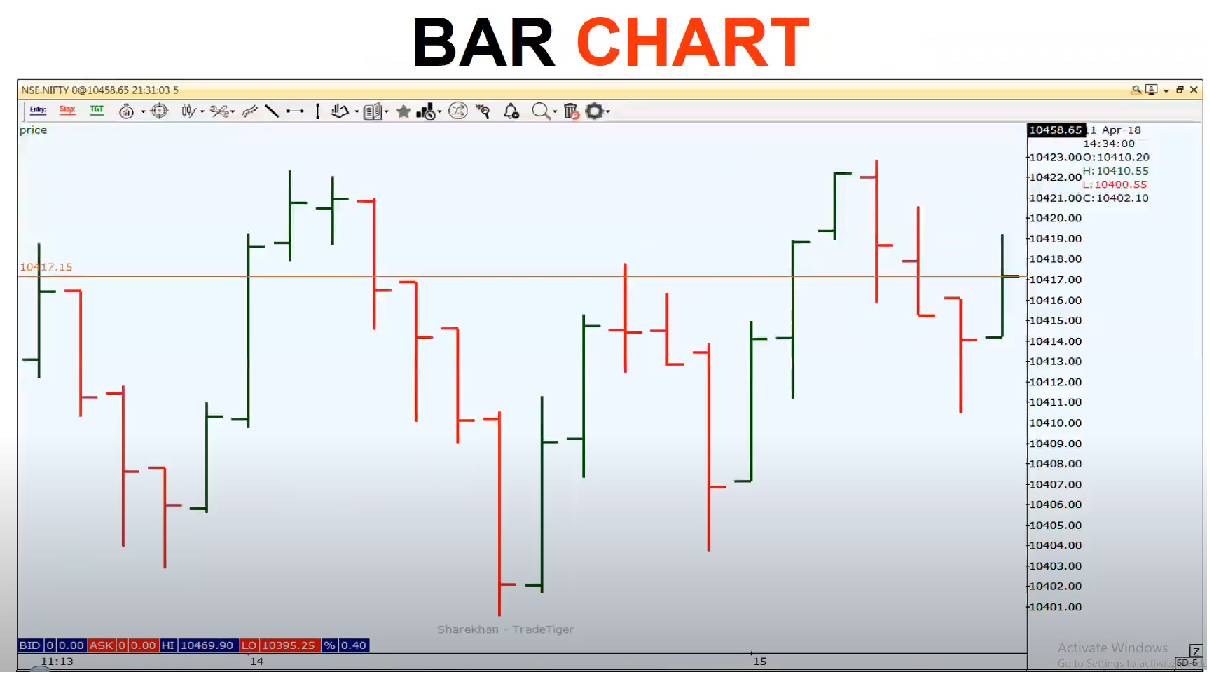 BAR CHART
NSE:NIFTY 0@10458.65 21:31:03 5
Entry Stop TGT
price
10458.65
11 Apr-18
14:34:00
10423.00
O:10410.20
H:10410.55
10422.00
L:10400.55
10421.00
C:10402.10
10420.00
10419.00
10418.00
10417.15
10417.00
10416.00
10415.00
10414.00
10413.00
10412.00
10411.00
10410.00
10409.00
10408.00
10407.00
10406.00
10405.00
10404.00
10403.00
10402.00
10401.00
Sharekhan - TradeTiger
BID 0 0.00 ASK 0 0.00 HI 10469.90 LO 10395.25 % 0.40
11:13 14 15
Activate Windows
Go to Settings to activate
Z
SD-6